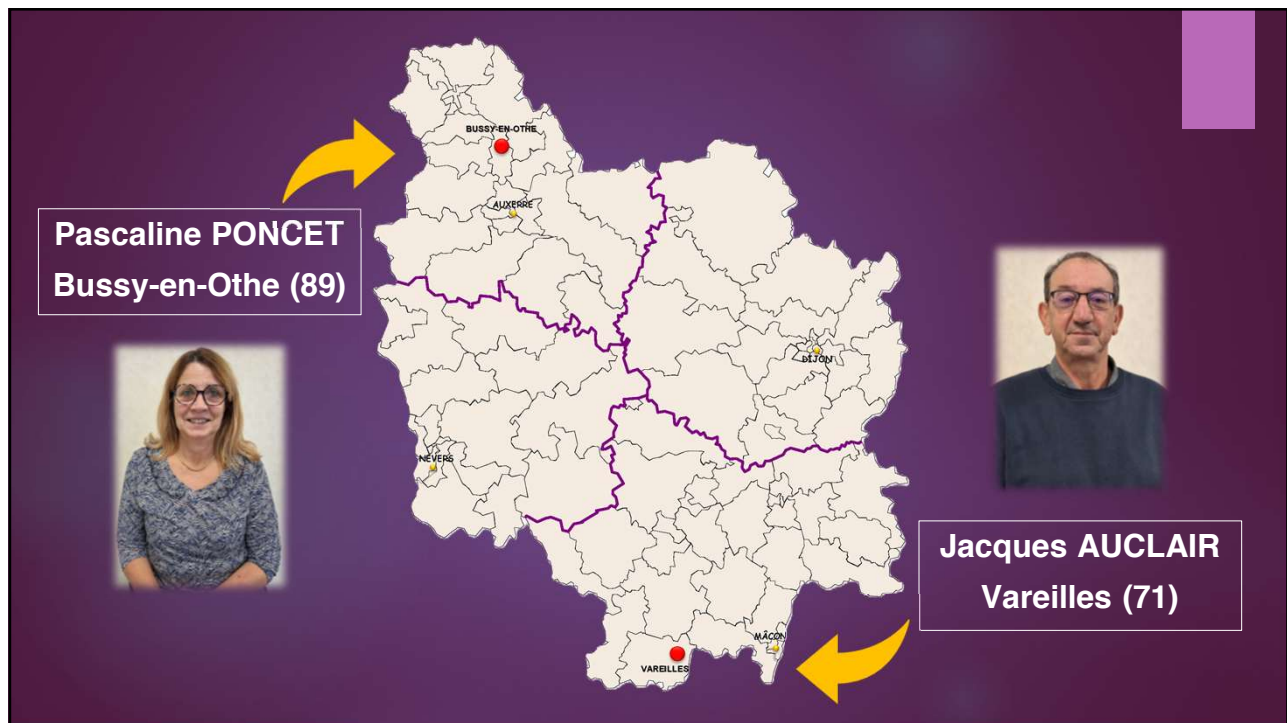 BUSSY-EN-OTHE
AUXERRE
Pascaline PONCET
Bussy-en-Othe (89)
DIJON
NEVERS
Jacques AUCLAIR
Vareilles (71)
MÂCON
VAREILLES